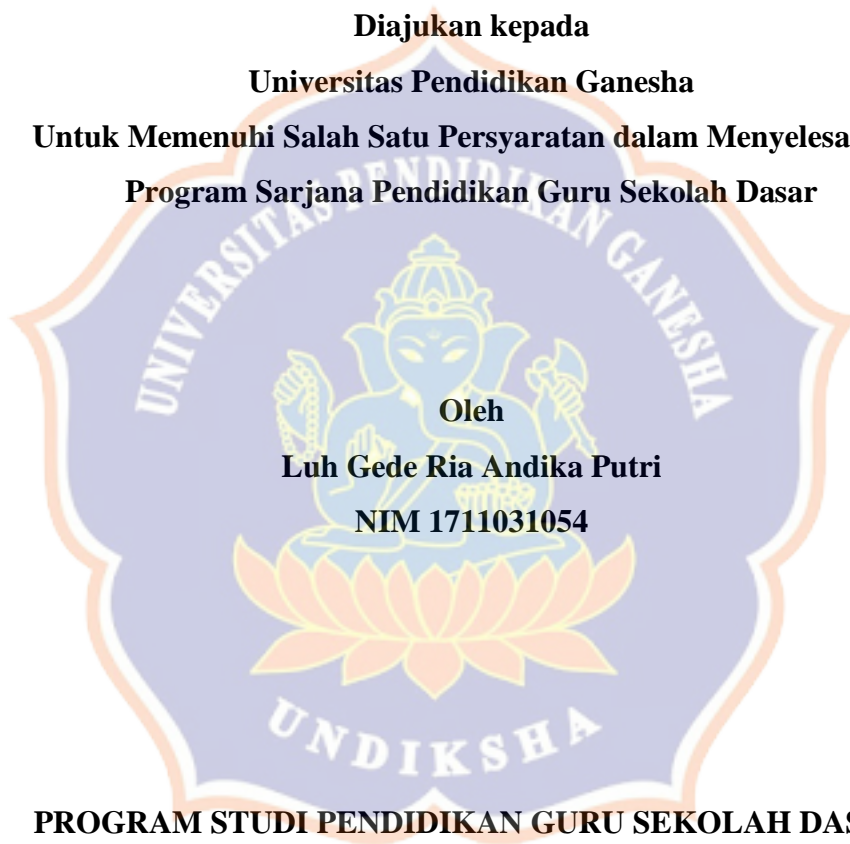 Diajukan kepada
Universitas Pendidikan Ganesha
Untuk Memenuhi Salah Satu Persyaratan dalam Menyelesa
Program Sarjana Pendidikan Guru Sekolah Dasar
UNIVERSITAS PENDIDIKAN GANESHA
Oleh
Luh Gede Ria Andika Putri
NIM 1711031054
UNDIKSHA
PROGRAM STUDI PENDIDIKAN GURU SEKOLAH DAS